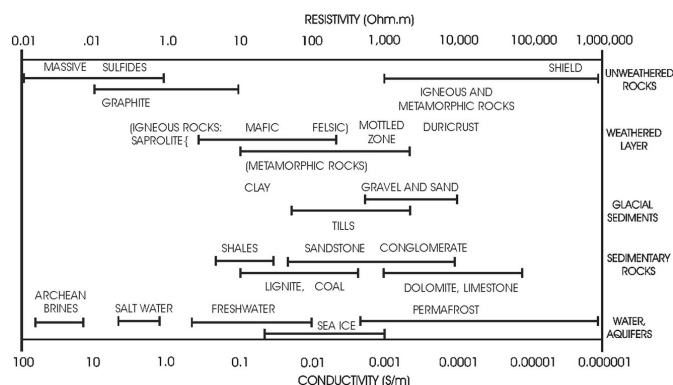 RESISTIVITY (Ohm.m)
0.01 .01 1.0 10 100 1,000 10,000 100,000 1,000,000
MASSIVE SULFIDES SHIELD UNWEATHERED
ROCKS
GRAPHITE IGNEOUS AND
METAMORPHIC ROCKS
(IGNEOUS ROCKS: MAFIC FELSIC) MOTTLED DURICRUST WEATHERED
SAPROLITE { ZONE LAYER
(METAMORPHIC ROCKS)
CLAY GRAVEL AND SAND GLACIAL
SEDIMENTS
TILLS
SHALES SANDSTONE CONGLOMERATE SEDIMENTARY
ROCKS
LIGNITE, COAL DOLOMITE, LIMESTONE
ARCHEAN
BRINES SALT WATER FRESHWATER PERMAFROST WATER,
SEA ICE AQUIFERS
100 10 1.0 0.1 0.01 0.001 0.0001 0.00001 0.000001
CONDUCTIVITY (S/m)